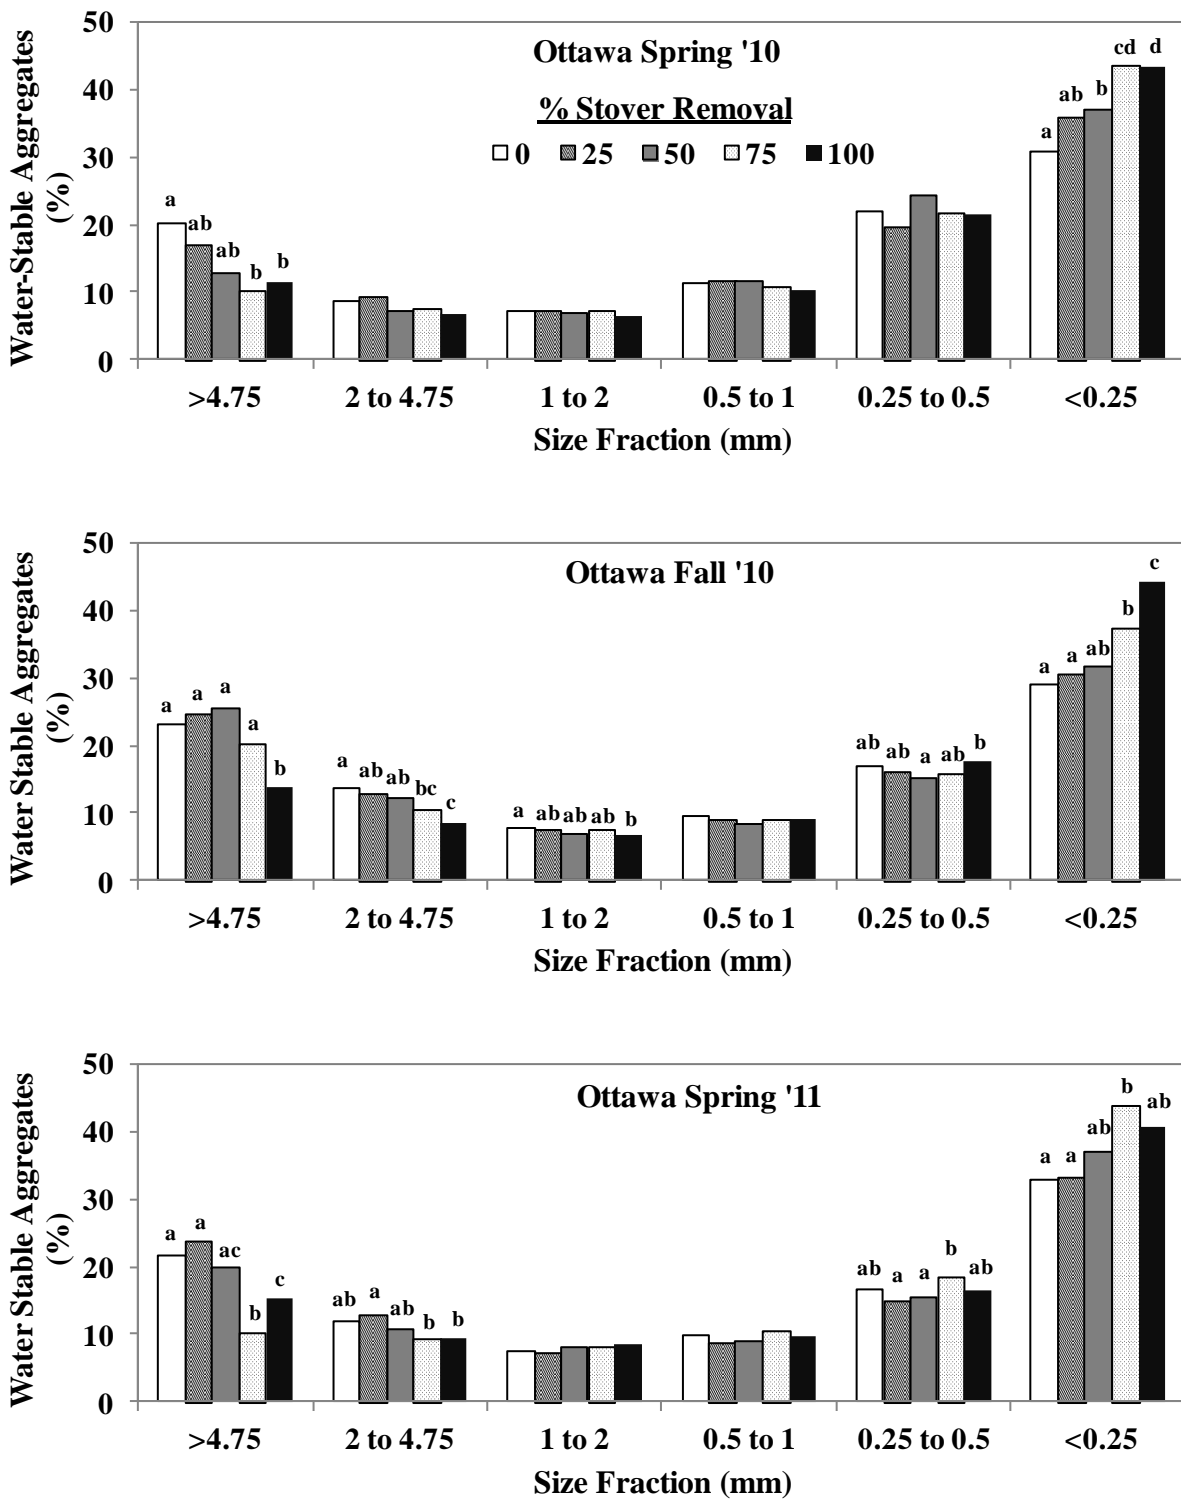 Ottawa Spring '10
% Stover Removal
0 25 50 75 100
Water-Stable Aggregates
(%)
50
40
30
20
10
0
a ab ab b b
a ab b cd d
>4.75 2 to 4.75 1 to 2 0.5 to 1 0.25 to 0.5 <0.25
Size Fraction (mm)
Ottawa Fall '10
Water Stable Aggregates
(%)
50
40
30
20
10
0
a a a a b
a ab ab bc c
a ab ab ab b
ab ab a ab b
a a ab b c
>4.75 2 to 4.75 1 to 2 0.5 to 1 0.25 to 0.5 <0.25
Size Fraction (mm)
Ottawa Spring '11
Water Stable Aggregates
(%)
50
40
30
20
10
0
a a ac b c
ab a ab b b
ab a a b ab
a a ab b ab
>4.75 2 to 4.75 1 to 2 0.5 to 1 0.25 to 0.5 <0.25
Size Fraction (mm)